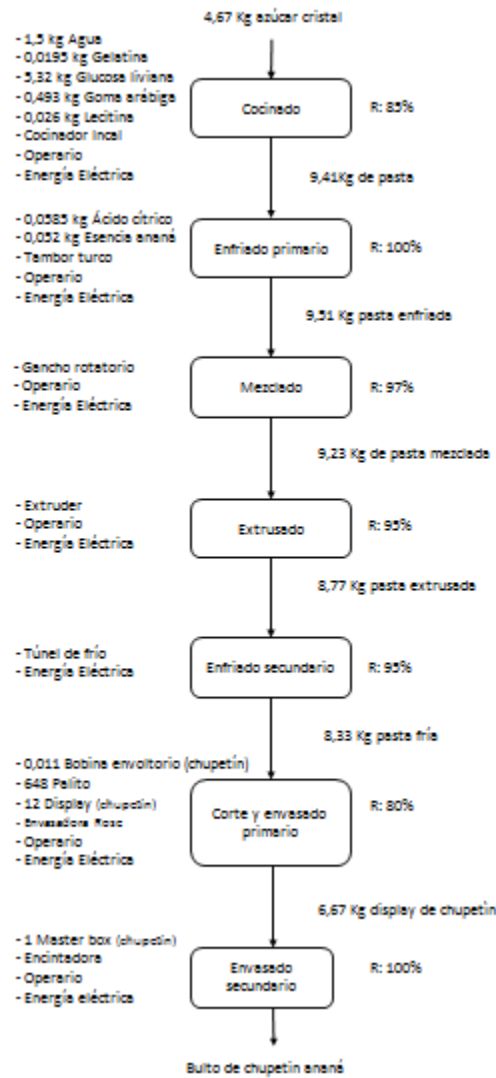 4,67 Kg azúcar cristal
- 1,5 kg Agua
- 0,0195 kg Gelatina
- 5,32 kg Glucosa liviana
- 0,493 kg Goma arábiga
- 0,026 kg Lecitina
- Cocinador Incal
- Operario
- Energía Eléctrica
Cocinado
R: 85%
9,41Kg de pasta
- 0,0585 kg Ácido cítrico
- 0,052 kg Esencia ananá
- Tambor turco
- Operario
- Energía Eléctrica
Enfriado primario
R: 100%
9,51 Kg pasta enfriada
- Gancho rotatorio
- Operario
- Energía Eléctrica
Mezclado
R: 97%
9,23 Kg de pasta mezclada
- Extruder
- Operario
- Energía Eléctrica
Extrusado
R: 95%
8,77 Kg pasta extrusada
- Túnel de frío
- Energía Eléctrica
Enfriado secundario
R: 95%
8,33 Kg pasta fría
- 0,011 Bobina envoltorio (chupetín)
- 648 Palito
- 12 Display (chupetín)
- Envasadora Rose
- Operario
- Energía Eléctrica
Corte y envasado
primario
R: 80%
6,67 Kg display de chupetín
- 1 Master box (chupetín)
- Encintadora
- Operario
- Energía eléctrica
Envasado
secundario
R: 100%
Bulto de chupetin ananá